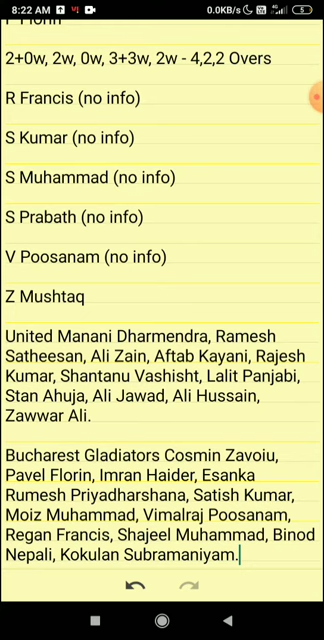 8:22 AM
0.0KB/s 4G 5
P Florin
2+0w, 2w, 0w, 3+3w, 2w - 4,2,2 Overs
R Francis (no info)
S Kumar (no info)
S Muhammad (no info)
S Prabath (no info)
V Poosanam (no info)
Z Mushtaq
United Manani Dharmendra, Ramesh
Satheesan, Ali Zain, Aftab Kayani, Rajesh
Kumar, Shantanu Vashisht, Lalit Panjabi,
Stan Ahuja, Ali Jawad, Ali Hussain,
Zawwar Ali.
Bucharest Gladiators Cosmin Zavoiu,
Pavel Florin, Imran Haider, Esanka
Rumesh Priyadharshana, Satish Kumar,
Moiz Muhammad, Vimalraj Poosanam,
Regan Francis, Shajeel Muhammad, Binod
Nepali, Kokulan Subramaniyam.